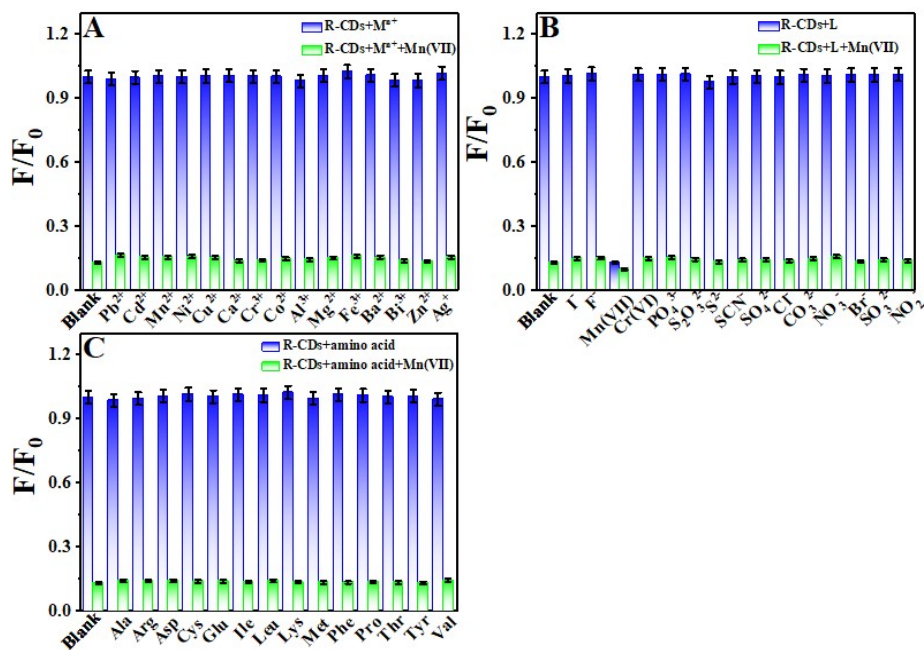 A
R-CDs+Mⁿ⁺
R-CDs+Mⁿ⁺+Mn(VII)
F/F₀
1.2
0.9
0.6
0.3
0.0
Blank
Pb²⁺
Cd²⁺
Mn²⁺
Ni²⁺
Cu²⁺
Ca²⁺
Cr³⁺
Co²⁺
Al³⁺
Mg²⁺
Fe³⁺
Ba²⁺
Br³⁺
Zn²⁺
Ag⁺
B
R-CDs+L
R-CDs+L+Mn(VII)
F/F₀
1.2
0.9
0.6
0.3
0.0
Blank
I⁻
F⁻
Mn(VII)
Cr(VI)
PO₄³⁻
S₂O₃²⁻
S²⁻
SCN⁻
SO₄²⁻
Cl⁻
CO₃²⁻
NO₃⁻
Br⁻
SO₃²⁻
NO₂⁻
C
R-CDs+amino acid
R-CDs+amino acid+Mn(VII)
F/F₀
1.2
0.9
0.6
0.3
0.0
Blank
Ala
Arg
Asp
Cys
Glu
Ile
Leu
Lys
Met
Phe
Pro
Thr
Tyr
Val